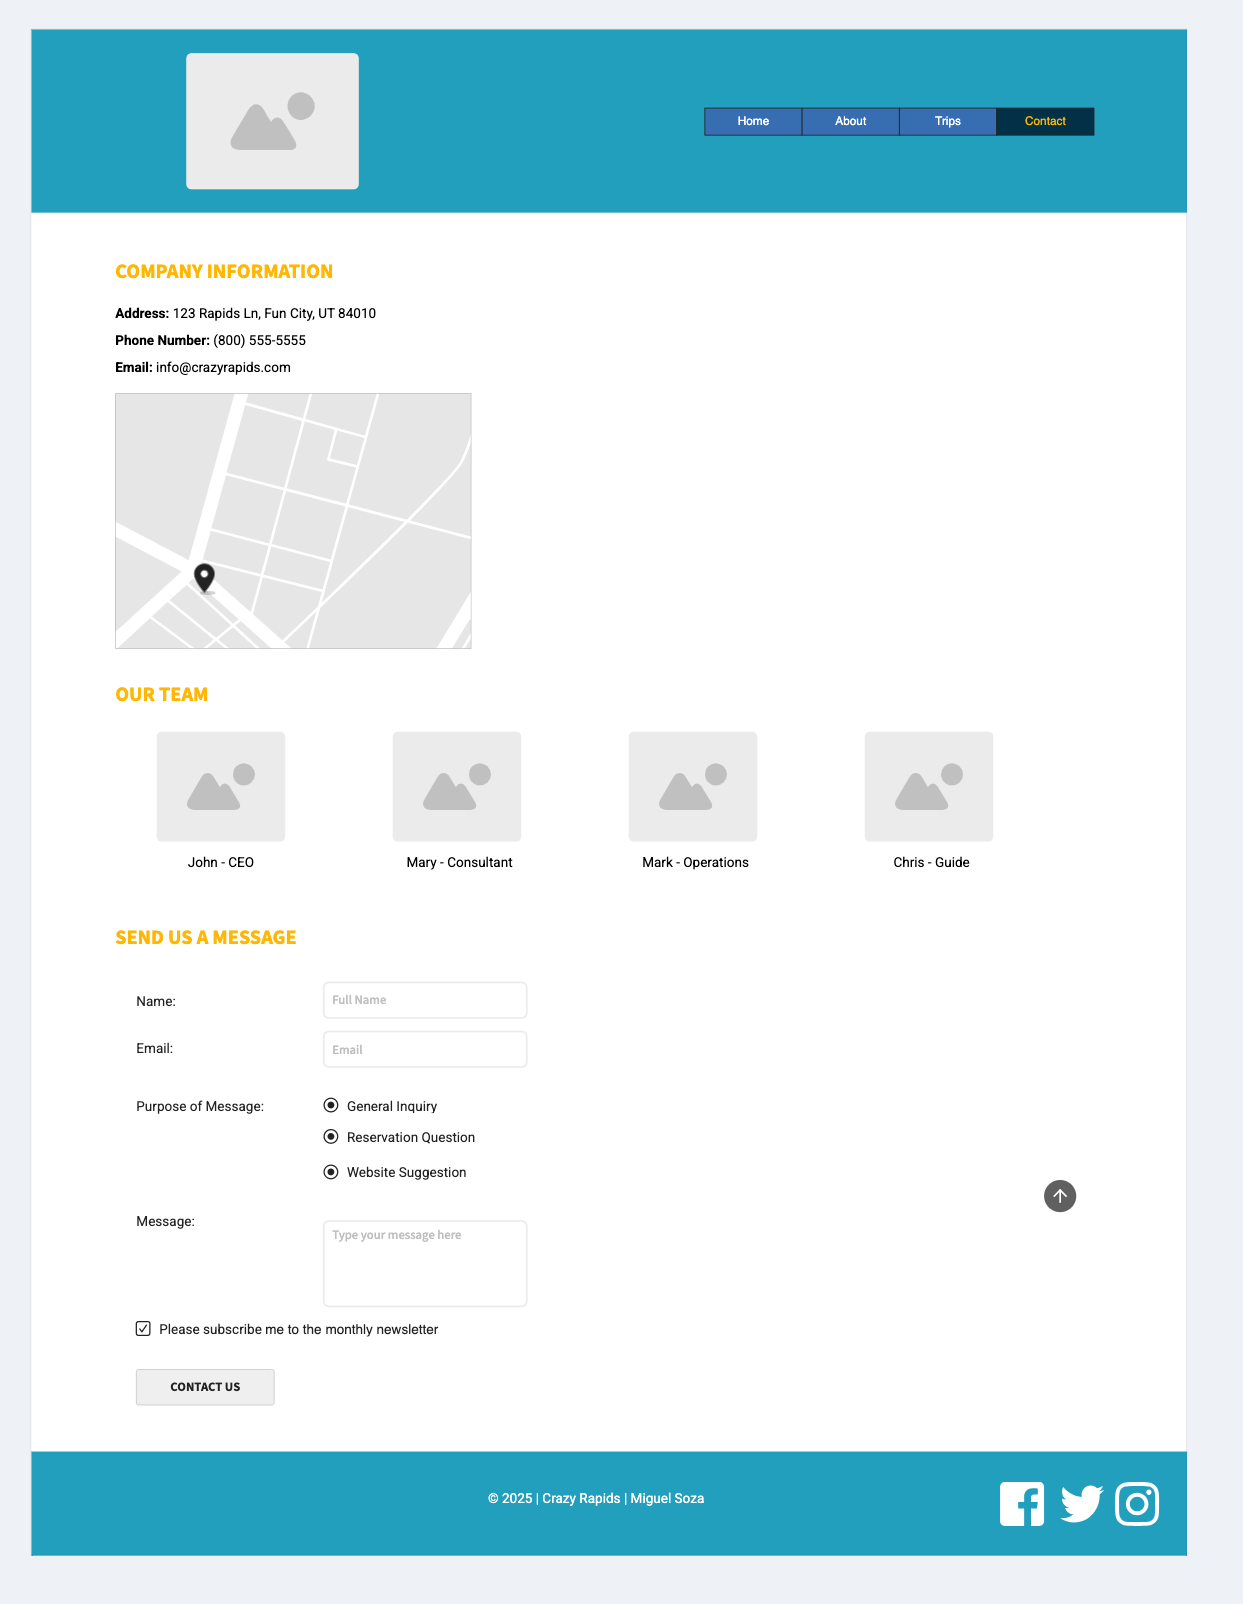 Home
About
Trips
Contact
COMPANY INFORMATION
Address: 123 Rapids Ln, Fun City, UT 84010
Phone Number: (800) 555-5555
Email: info@crazyrapids.com
OUR TEAM
John - CEO
Mary - Consultant
Mark - Operations
Chris - Guide
SEND US A MESSAGE
Name:
Full Name
Email:
Email
Purpose of Message:
General Inquiry
Reservation Question
Website Suggestion
Message:
Type your message here
Please subscribe me to the monthly newsletter
CONTACT US
© 2025 | Crazy Rapids | Miguel Soza